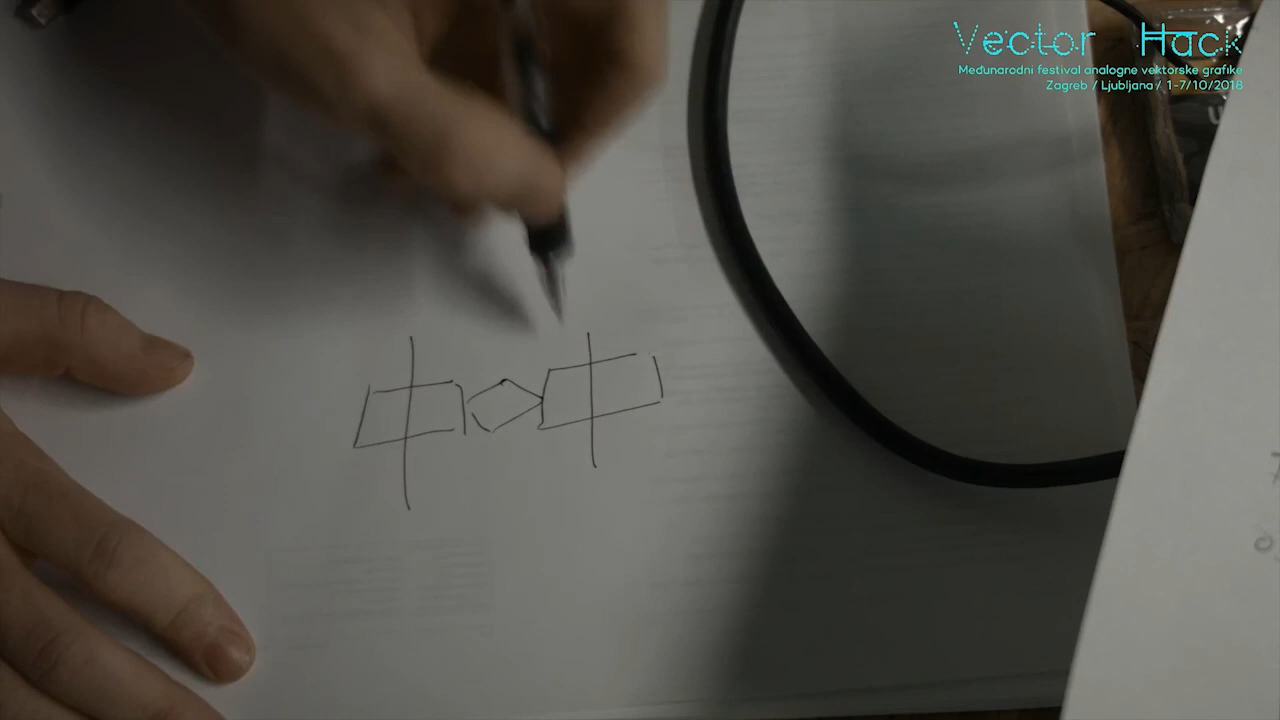 Vector Hack
Međunarodni festival analogne vektorske grafike
Zagreb / Ljubljana / 1-7/10/2018